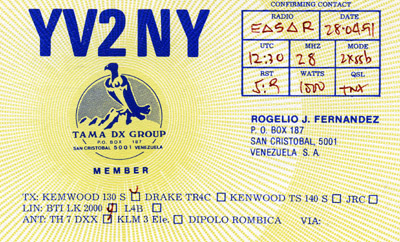 CONFIRMING CONTACT
YV2NY
RADIO DATE
EA5AR 28-04-91
UTC MHZ MODE
12:30 28 2xssb
RST WATTS QSL
5.9 1000 TNX
TAMA DX GROUP
P.O. BOX 187
SAN CRISTOBAL 5001 VENEZUELA
MEMBER
ROGELIO J. FERNANDEZ
P. O. BOX 187
SAN CRISTOBAL, 5001
VENEZUELA S. A.
TX: KEMWOOD 130 S DRAKE TR4C KENWOOD TS 140 S JRC
LIN: BTI LK 2000 L4B
ANT: TH 7 DXX KLM 3 Ele. DIPOLO ROMBICA VIA: